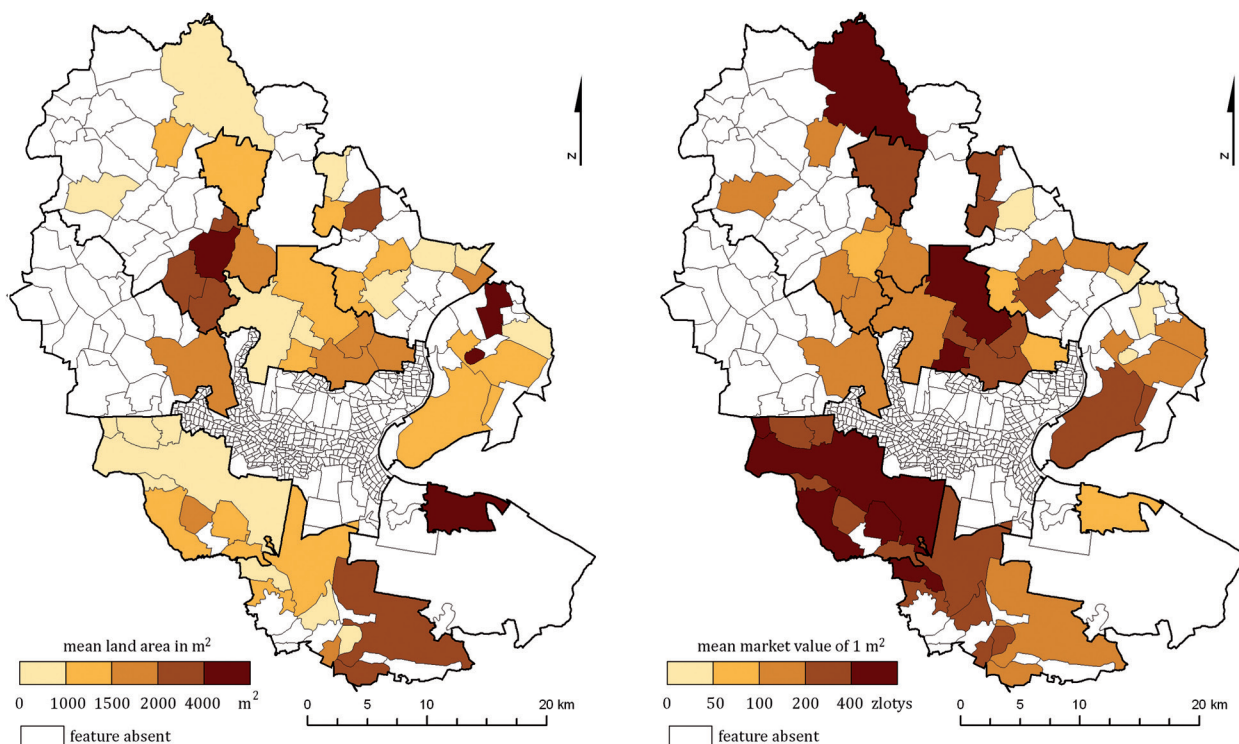 z
z
mean land area in m²
0 1000 1500 2000 4000 m²
feature absent
0 5 10 20 km
mean market value of 1 m²
0 50 100 200 400 zlotys
feature absent
0 5 10 20 km